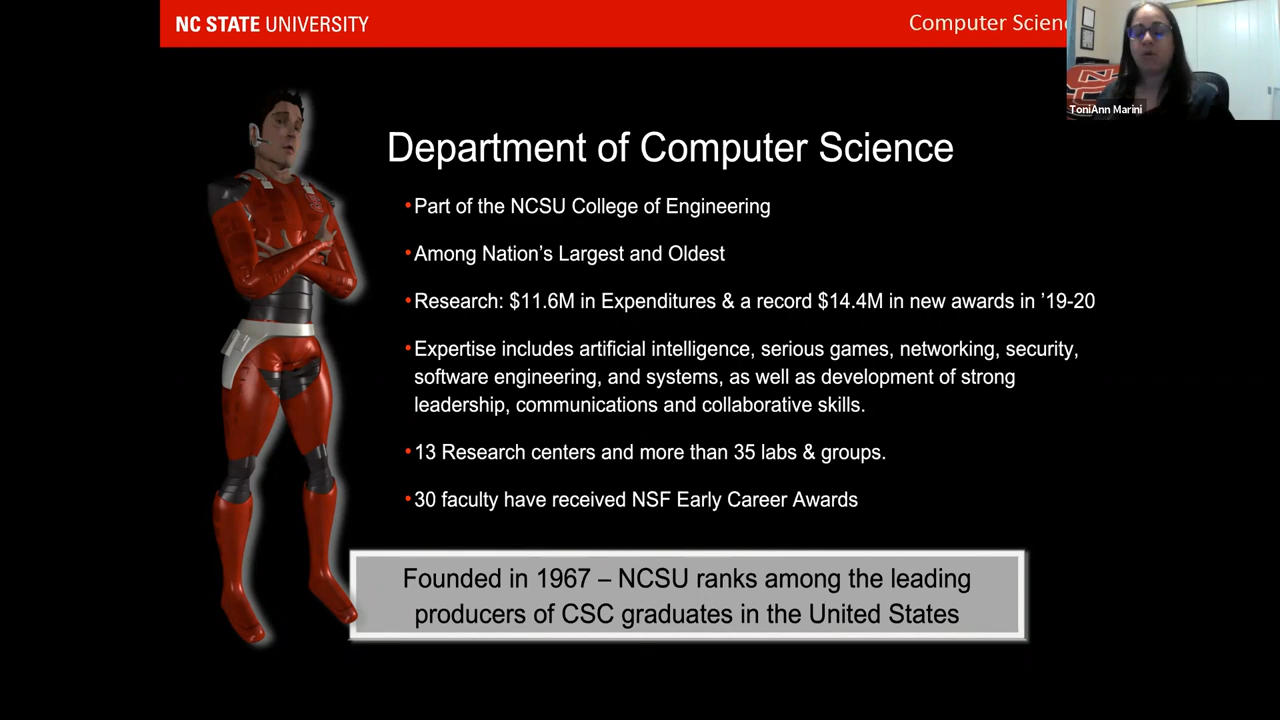 NC STATE UNIVERSITY
Computer Scienc
ToniAnn Marini
Department of Computer Science
•Part of the NCSU College of Engineering
•Among Nation's Largest and Oldest
•Research: $11.6M in Expenditures & a record $14.4M in new awards in ’19-20
•Expertise includes artificial intelligence, serious games, networking, security,
software engineering, and systems, as well as development of strong
leadership, communications and collaborative skills.
•13 Research centers and more than 35 labs & groups.
•30 faculty have received NSF Early Career Awards
Founded in 1967 – NCSU ranks among the leading
producers of CSC graduates in the United States